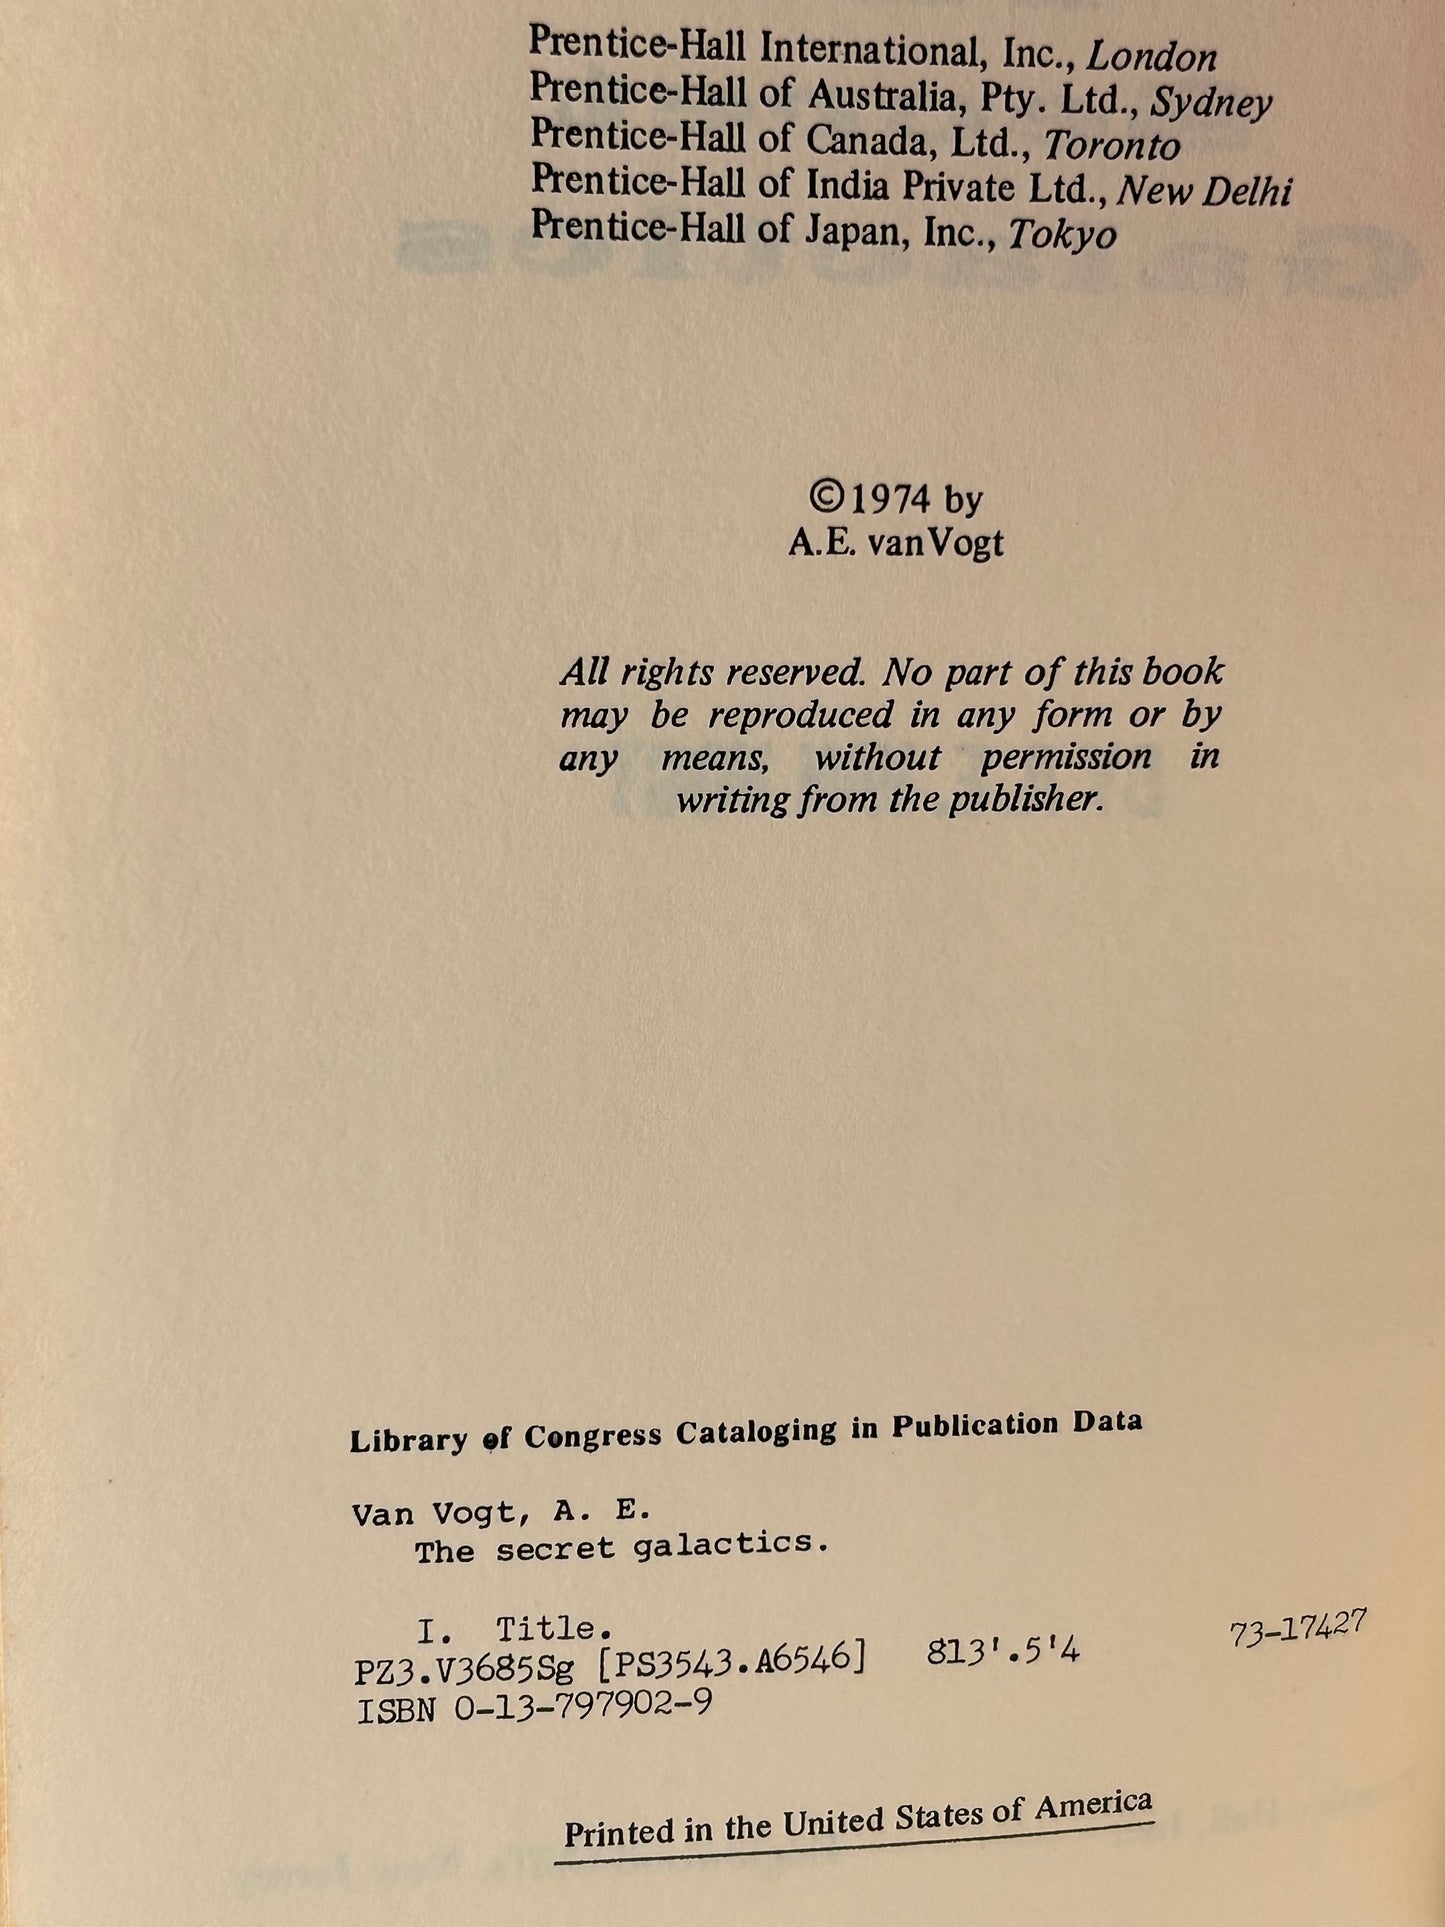 Prentice-Hall International, Inc., London
Prentice-Hall of Australia, Pty. Ltd., Sydney
Prentice-Hall of Canada, Ltd., Toronto
Prentice-Hall of India Private Ltd., New Delhi
Prentice-Hall of Japan, Inc., Tokyo
©1974 by
A.E. van Vogt
All rights reserved. No part of this book
may be reproduced in any form or by
any means, without permission in
writing from the publisher.
Library of Congress Cataloging in Publication Data
Van Vogt, A. E.
The secret galactics.
I. Title.
PZ3.V3685Sg [PS3543.A6546] 813'.5'4 73-17427
ISBN 0-13-797902-9
Printed in the United States of America